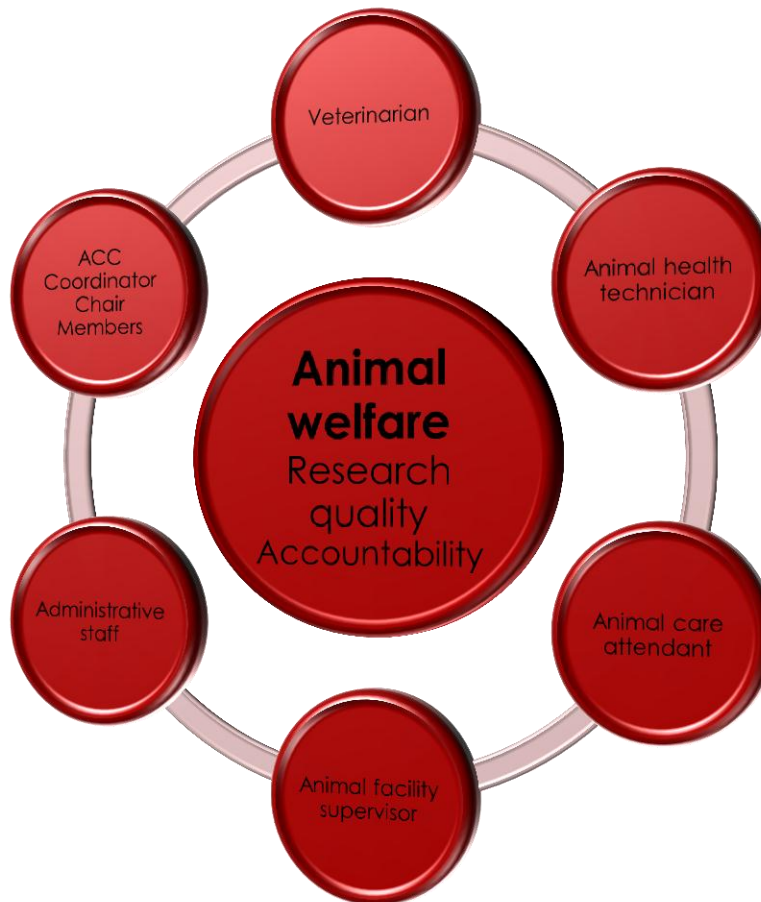 Veterinarian
Animal health
technician
Animal care
attendant
Animal facility
supervisor
Administrative
staff
ACC
Coordinator
Chair
Members
Animal
welfare
Research
quality
Accountability